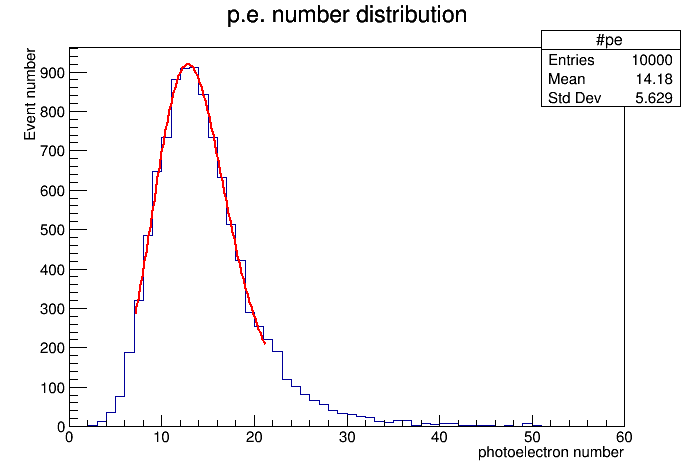 p.e. number distribution
#pe
Entries 10000
Mean 14.18
Std Dev 5.629
Event number
900
800
700
600
500
400
300
200
100
0
0 10 20 30 40 50 60
photoelectron number